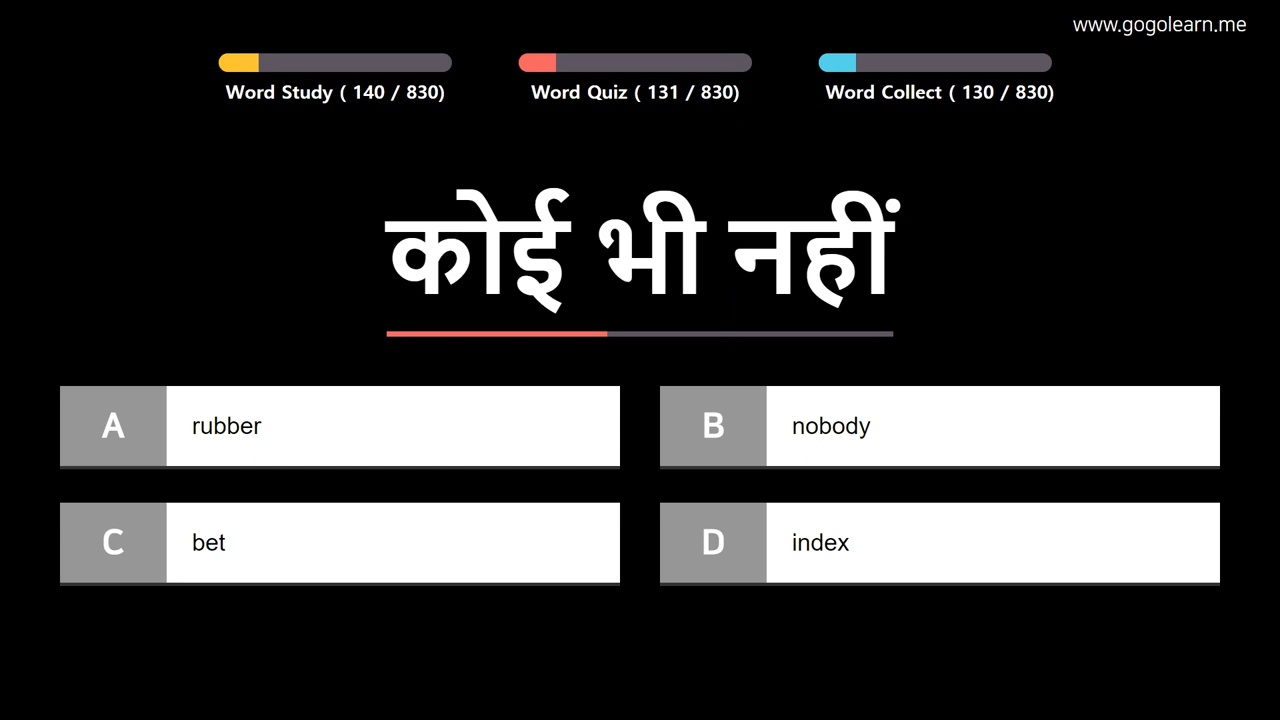 www.gogolearn.me
Word Study ( 140 / 830)
Word Quiz ( 131 / 830)
Word Collect ( 130 / 830)
कोई भी नहीं
A rubber
B nobody
C bet
D index